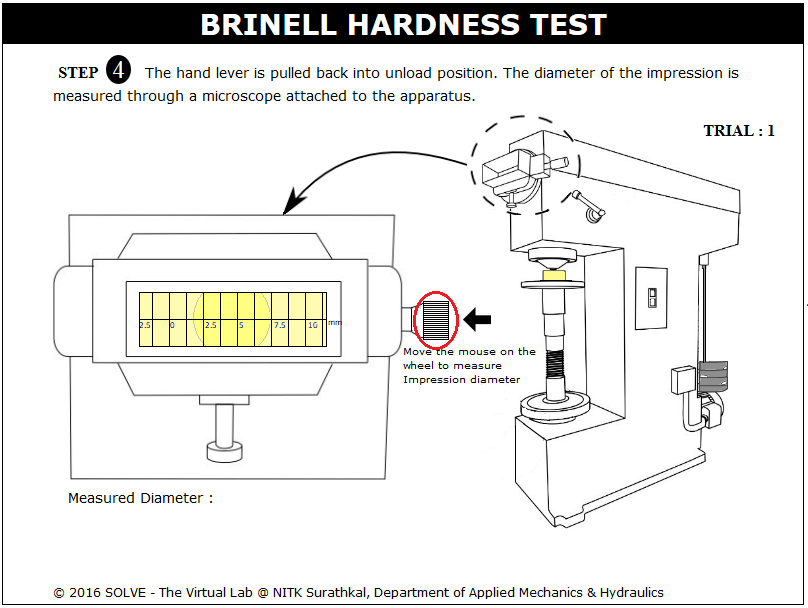 BRINELL HARDNESS TEST
STEP 4 The hand lever is pulled back into unload position. The diameter of the impression is
measured through a microscope attached to the apparatus.
TRIAL : 1
2.5 0 2.5 5 7.5 10 mm
Move the mouse on the
wheel to measure
Impression diameter
Measured Diameter :
© 2016 SOLVE - The Virtual Lab @ NITK Surathkal, Department of Applied Mechanics & Hydraulics